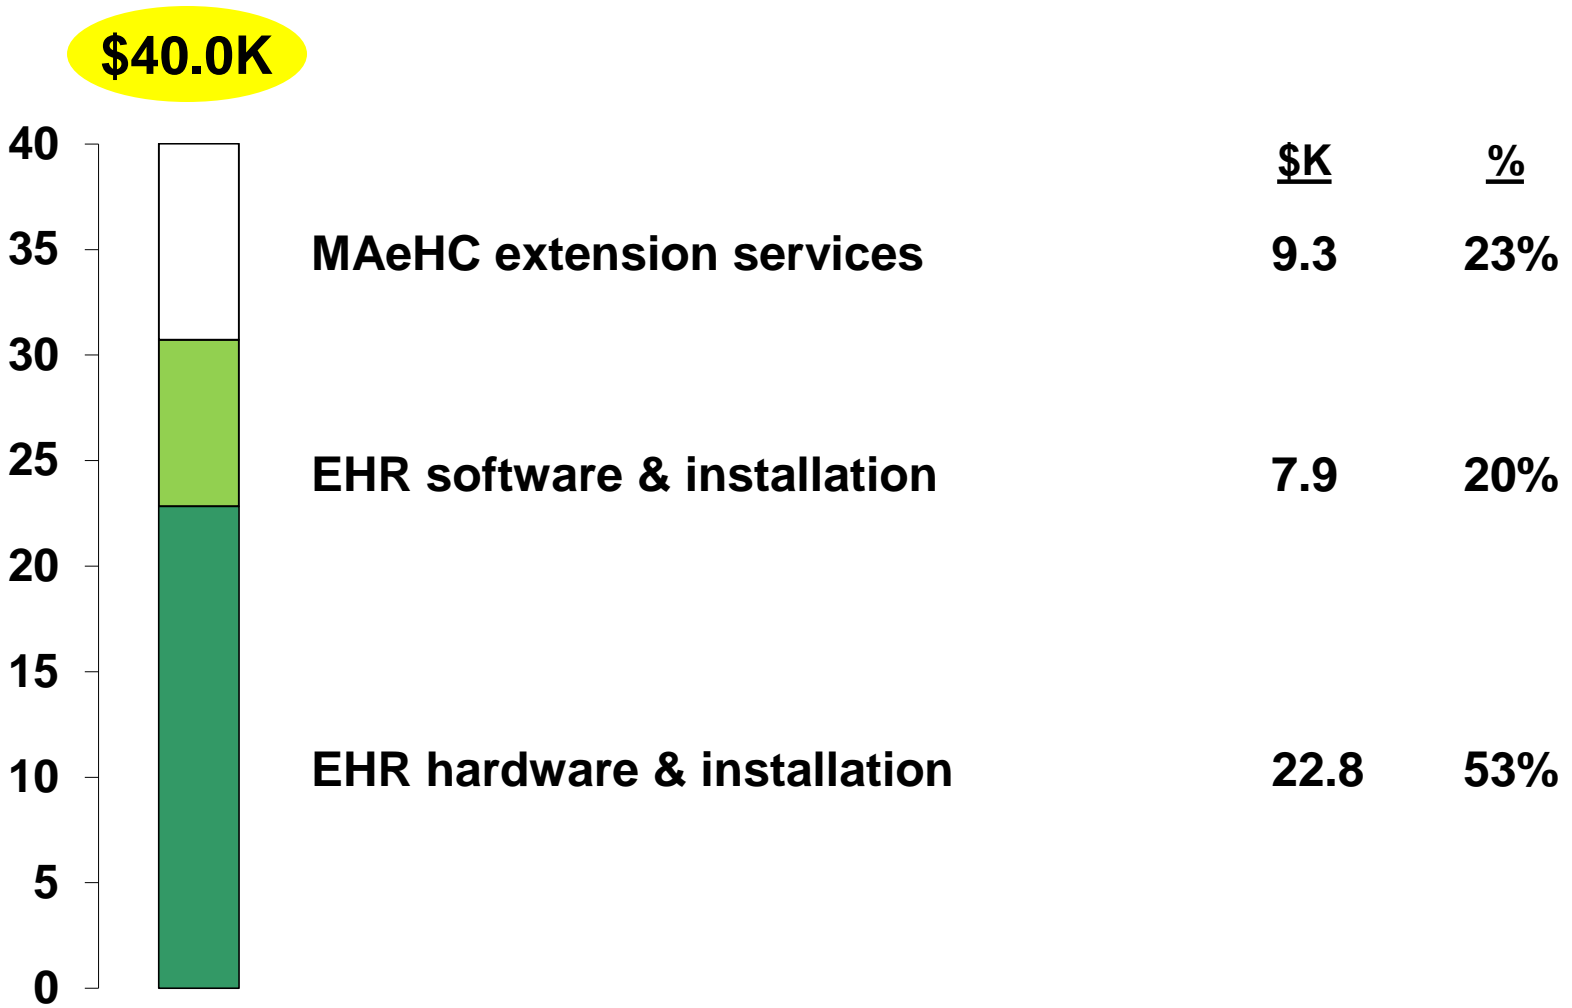 $40.0K
40
$K %
35 MAeHC extension services 9.3 23%
30
25 EHR software & installation 7.9 20%
20
15
10 EHR hardware & installation 22.8 53%
5
0